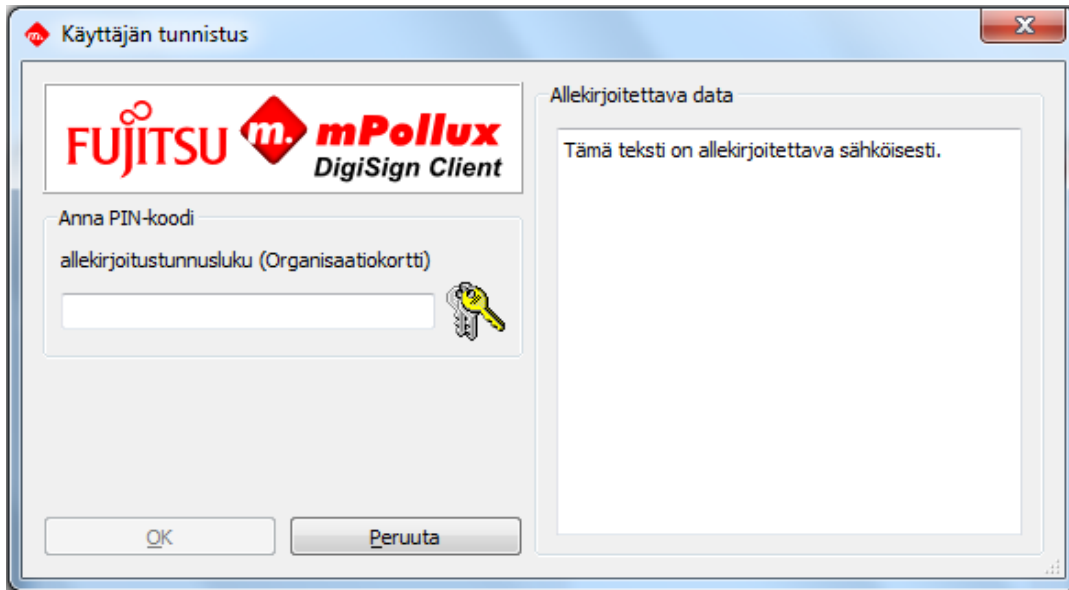 Käyttäjän tunnistus
FUJITSU m. mPollux
DigiSign Client
Anna PIN-koodi
allekirjoitustunnusluku (Organisaatiokortti)
OK
Peruuta
Allekirjoitettava data
Tämä teksti on allekirjoitettava sähköisesti.